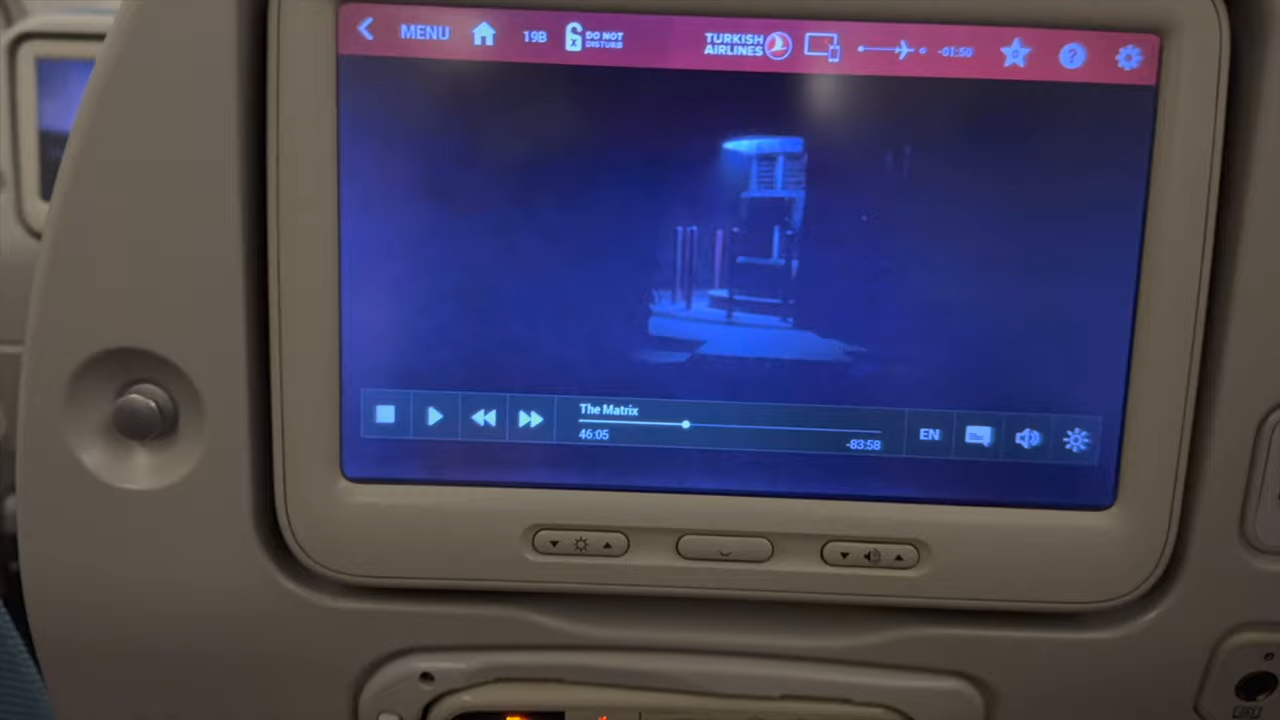 MENU 19B DO NOT DISTURB TURKISH AIRLINES -01:50
The Matrix
46:05 -83:58 EN